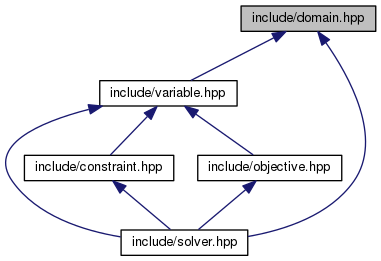 include/domain.hpp
include/variable.hpp
include/constraint.hpp
include/objective.hpp
include/solver.hpp